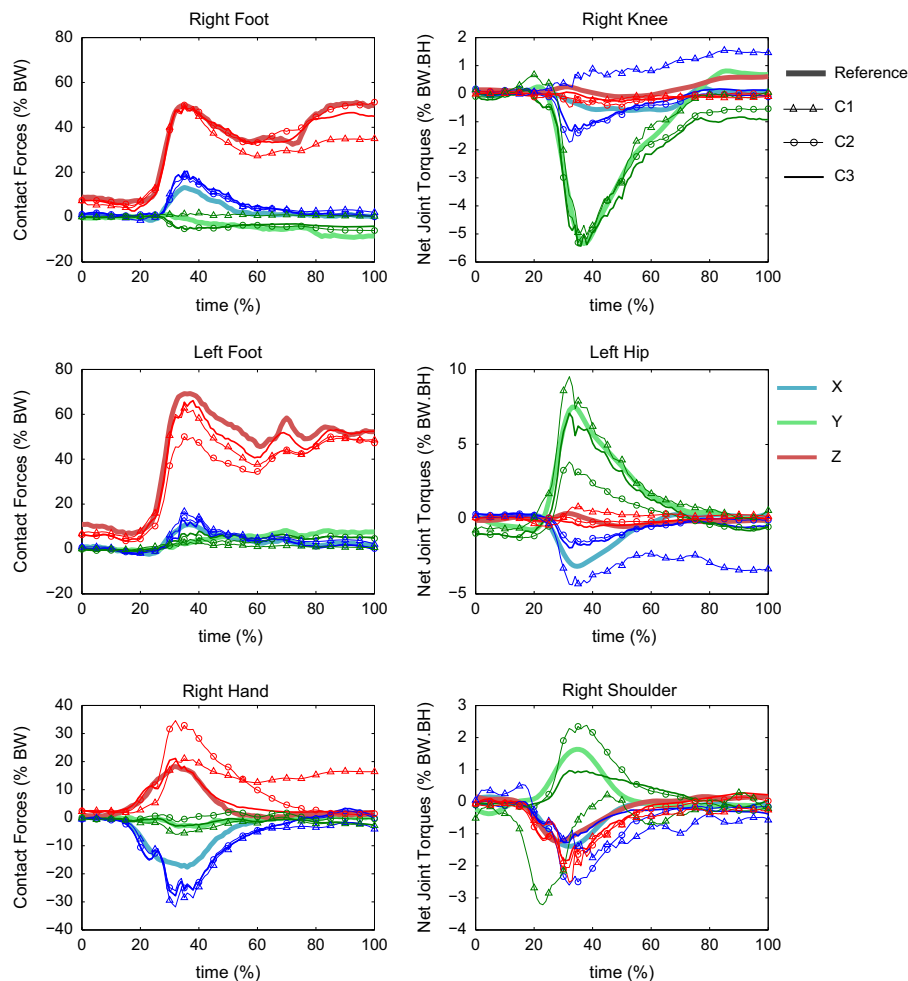 Right Foot
Contact Forces (% BW)
80
60
40
20
0
−20
0 20 40 60 80 100
time (%)
Right Knee
Net Joint Torques (% BW.BH)
2
1
0
−1
−2
−3
−4
−5
−6
0 20 40 60 80 100
time (%)
Reference
C1
C2
C3
Left Foot
Contact Forces (% BW)
80
60
40
20
0
−20
0 20 40 60 80 100
time (%)
Left Hip
Net Joint Torques (% BW.BH)
10
5
0
−5
0 20 40 60 80 100
time (%)
X
Y
Z
Right Hand
Contact Forces (% BW)
40
30
20
10
0
−10
−20
−30
−40
0 20 40 60 80 100
time (%)
Right Shoulder
Net Joint Torques (% BW.BH)
3
2
1
0
−1
−2
−3
−4
0 20 40 60 80 100
time (%)